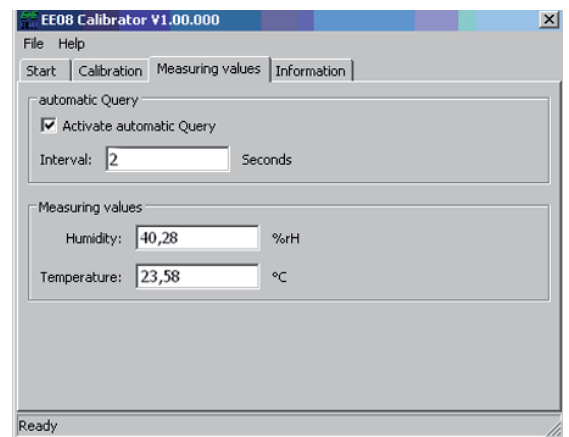 EE08 Calibrator V1.00.000
File Help
Start Calibration Measuring values Information
automatic Query
Activate automatic Query
Interval: 2 Seconds
Measuring values
Humidity: 40,28 %rH
Temperature: 23,58 °C
Ready